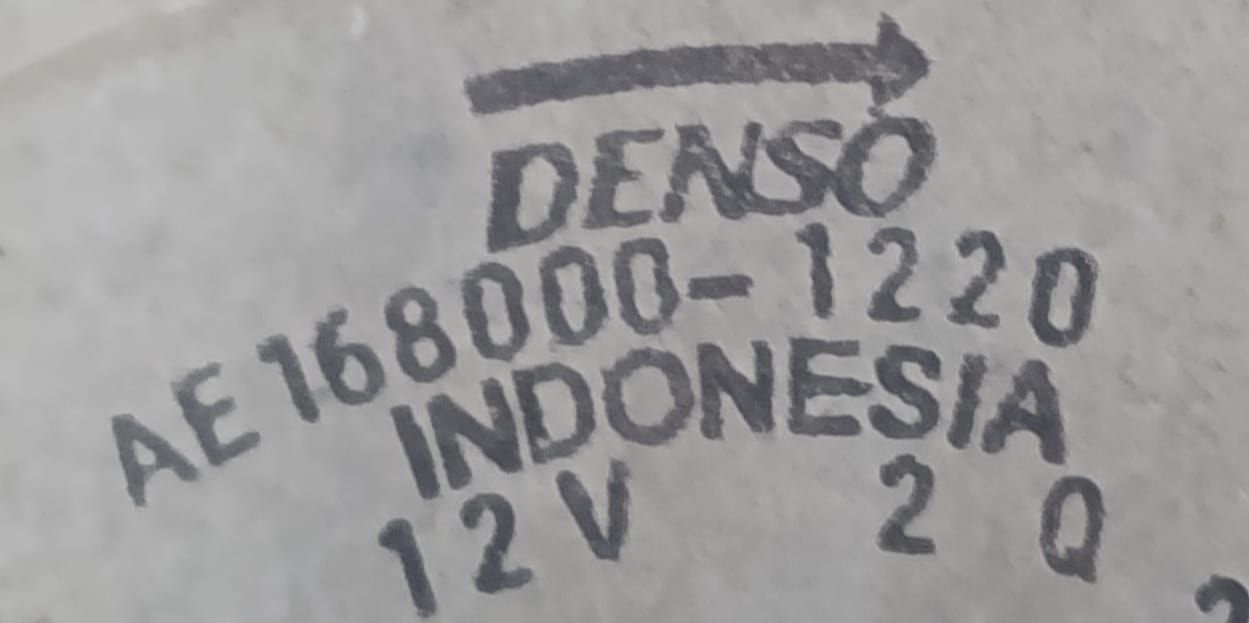 DENSO
AE168000-1220
INDONESIA
12V 2 Q